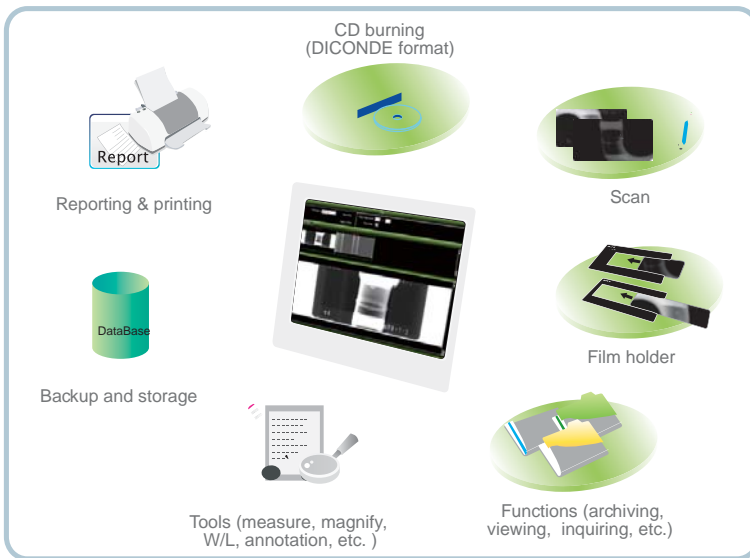 CD burning
(DICONDE format)
Report
Reporting & printing
Scan
DataBase
Film holder
Backup and storage
Tools (measure, magnify,
W/L, annotation, etc. )
Functions (archiving,
viewing, inquiring, etc.)